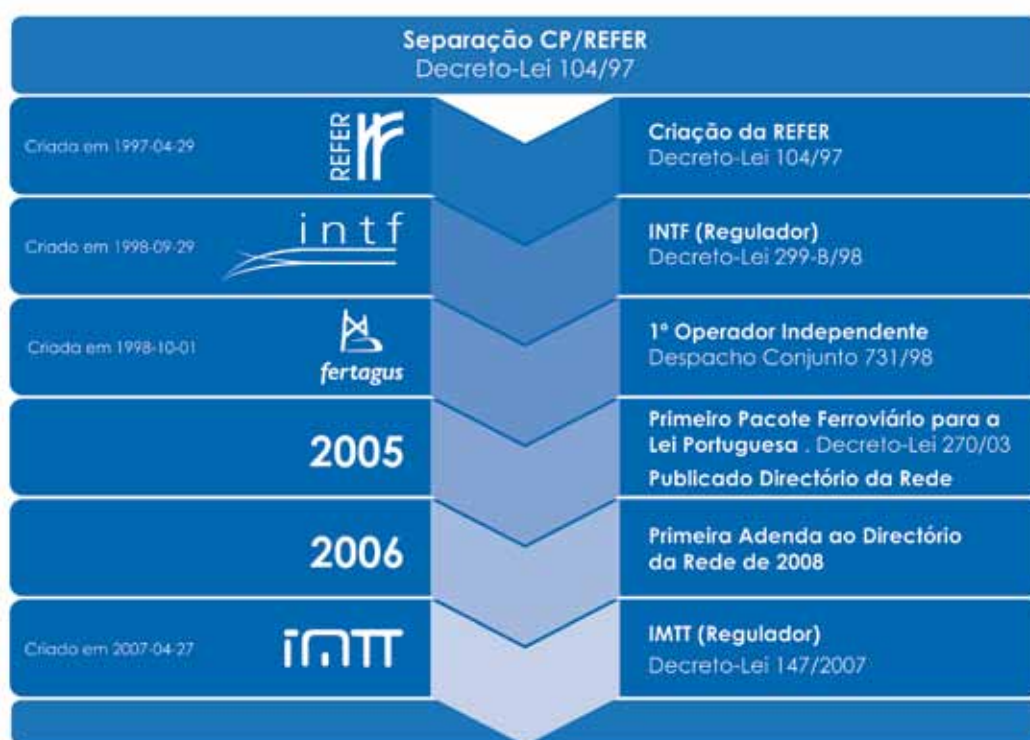 Separação CP/REFER
Decreto-Lei 104/97
Criada em 1997-04-29
REFER
Criação da REFER
Decreto-Lei 104/97
Criado em 1998-09-29
intf
INTF (Regulador)
Decreto-Lei 299-B/98
Criada em 1998-10-01
fertagus
1º Operador Independente
Despacho Conjunto 731/98
2005
Primeiro Pacote Ferroviário para a
Lei Portuguesa . Decreto-Lei 270/03
Publicado Directório da Rede
2006
Primeira Adenda ao Directório
da Rede de 2008
Criado em 2007-04-27
imTT
IMTT (Regulador)
Decreto-Lei 147/2007